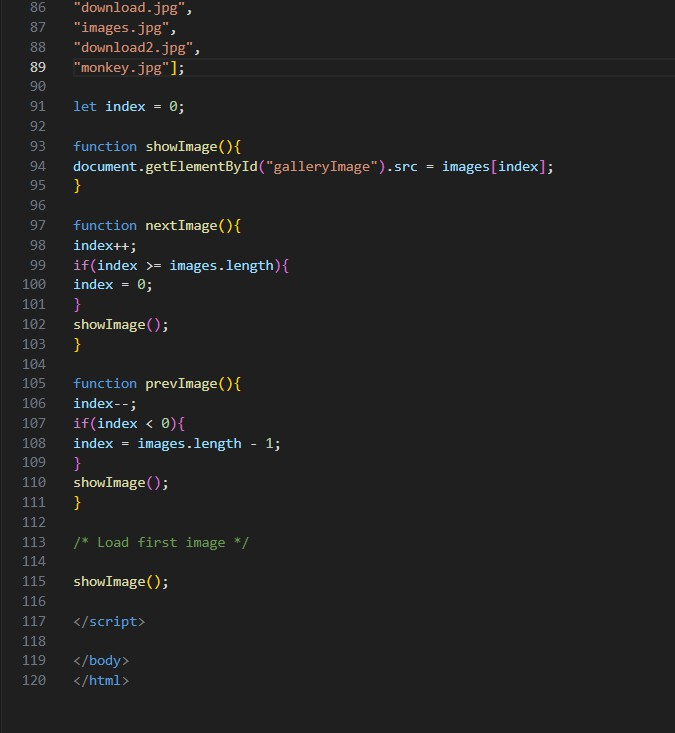 86 "download.jpg",
87 "images.jpg",
88 "download2.jpg",
89 "monkey.jpg"];
90
91 let index = 0;
92
93 function showImage(){
94 document.getElementById("galleryImage").src = images[index];
95 }
96
97 function nextImage(){
98 index++;
99 if(index >= images.length){
100 index = 0;
101 }
102 showImage();
103 }
104
105 function prevImage(){
106 index--;
107 if(index < 0){
108 index = images.length - 1;
109 }
110 showImage();
111 }
112
113 /* Load first image */
114
115 showImage();
116
117 </script>
118
119 </body>
120 </html>